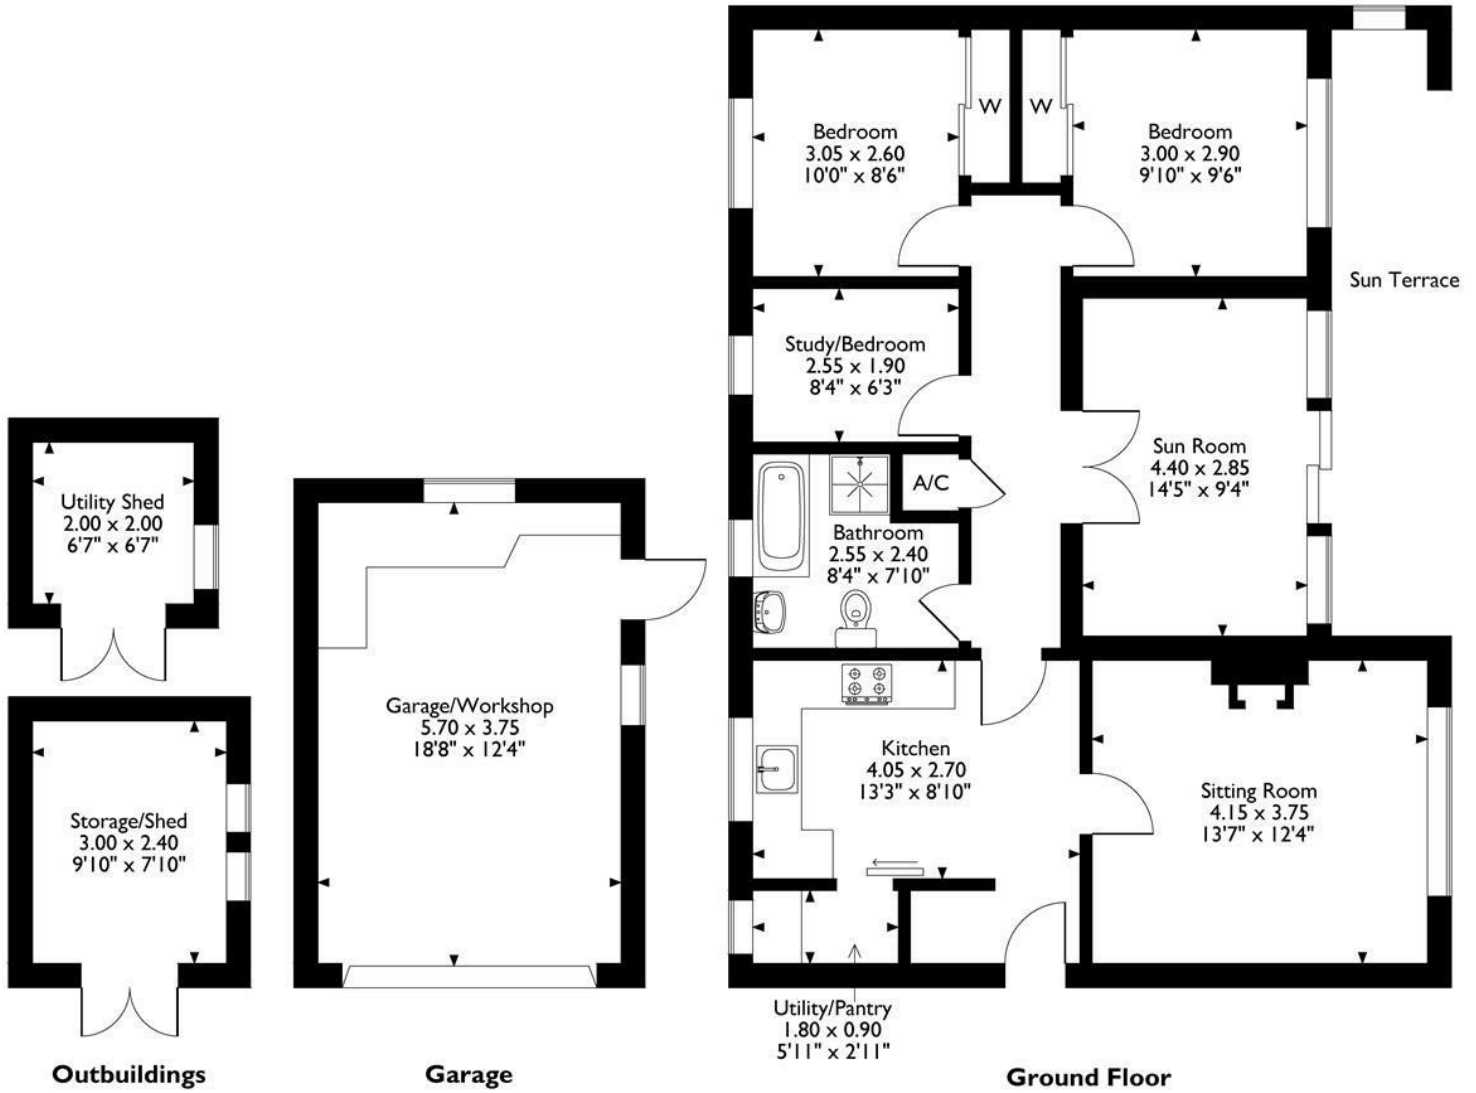 Bedroom
3.05 x 2.60
10'0" x 8'6"
W
W
Bedroom
3.00 x 2.90
9'10" x 9'6"
Sun Terrace
Study/Bedroom
2.55 x 1.90
8'4" x 6'3"
Sun Room
4.40 x 2.85
14'5" x 9'4"
A/C
Bathroom
2.55 x 2.40
8'4" x 7'10"
Utility Shed
2.00 x 2.00
6'7" x 6'7"
Garage/Workshop
5.70 x 3.75
18'8" x 12'4"
Kitchen
4.05 x 2.70
13'3" x 8'10"
Sitting Room
4.15 x 3.75
13'7" x 12'4"
Storage/Shed
3.00 x 2.40
9'10" x 7'10"
Utility/Pantry
1.80 x 0.90
5'11" x 2'11"
Outbuildings
Garage
Ground Floor